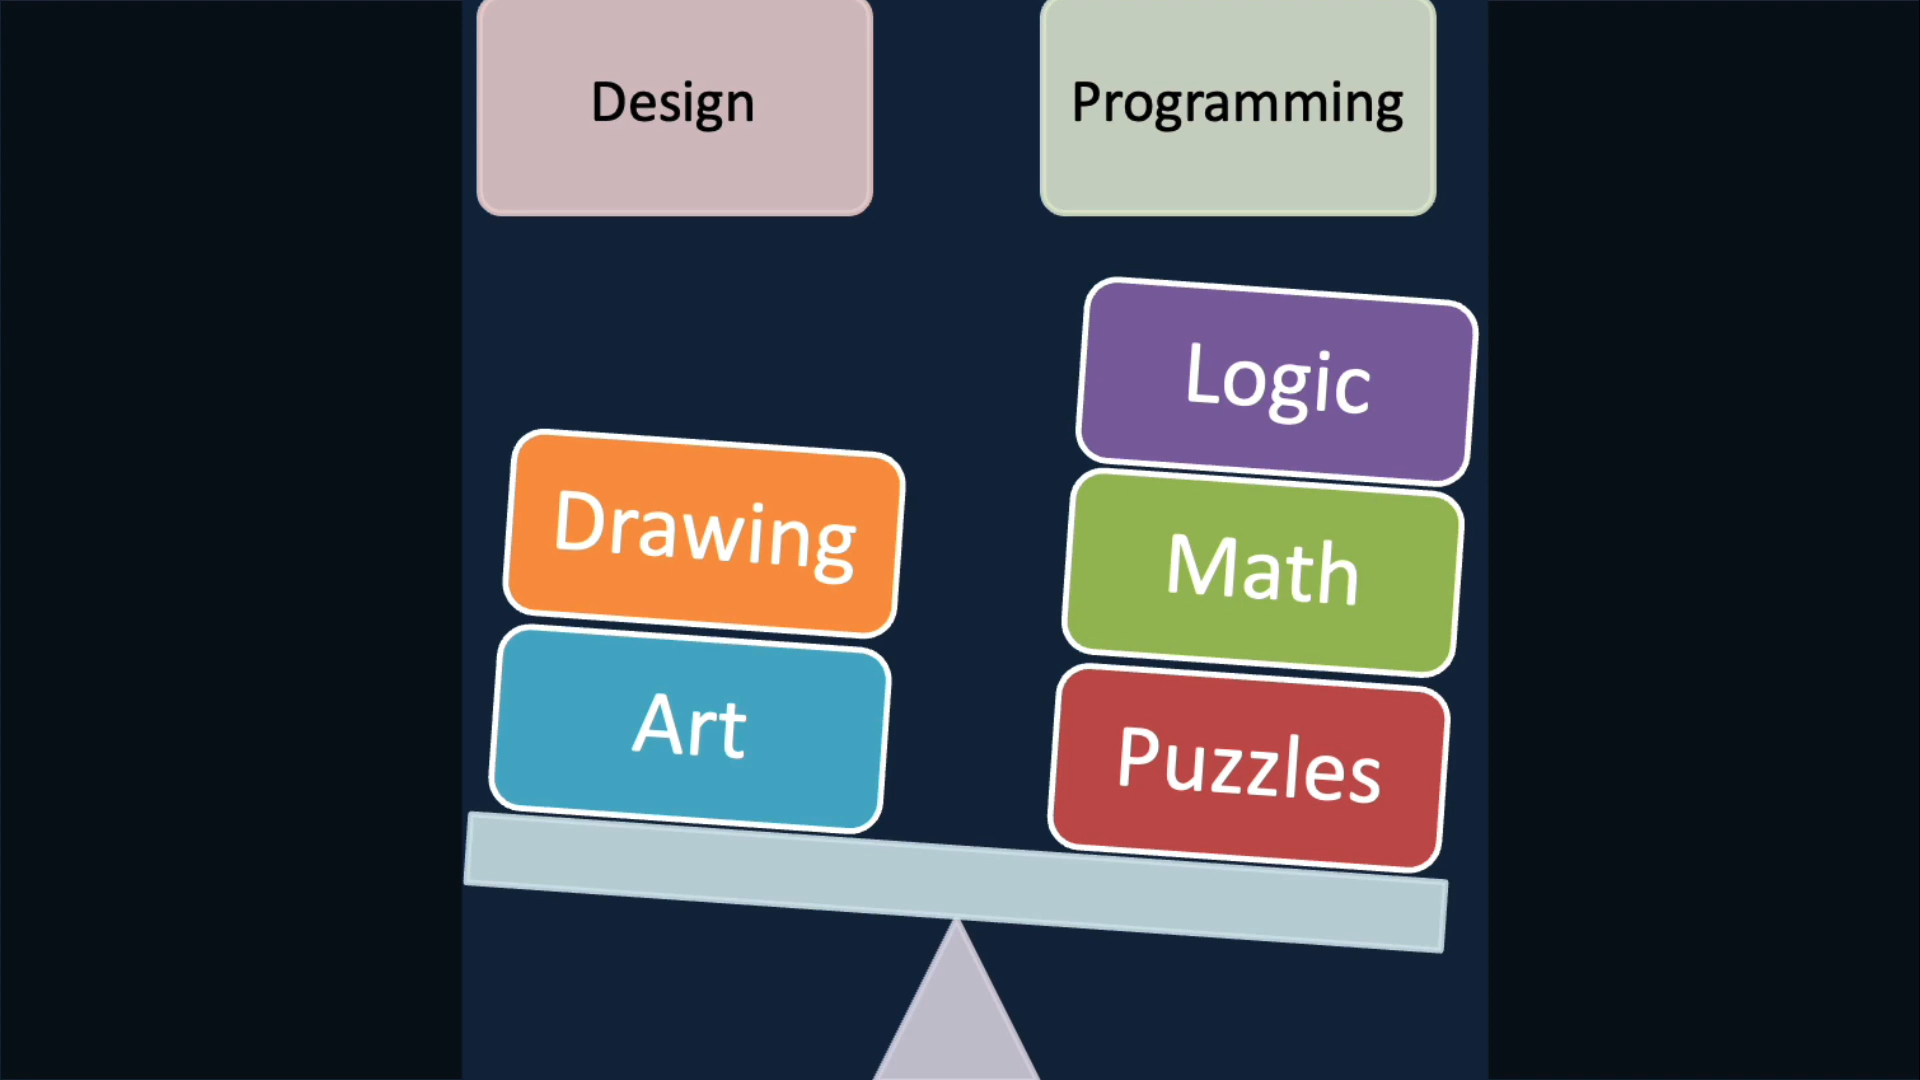 Design
Programming
Logic
Drawing
Math
Art
Puzzles